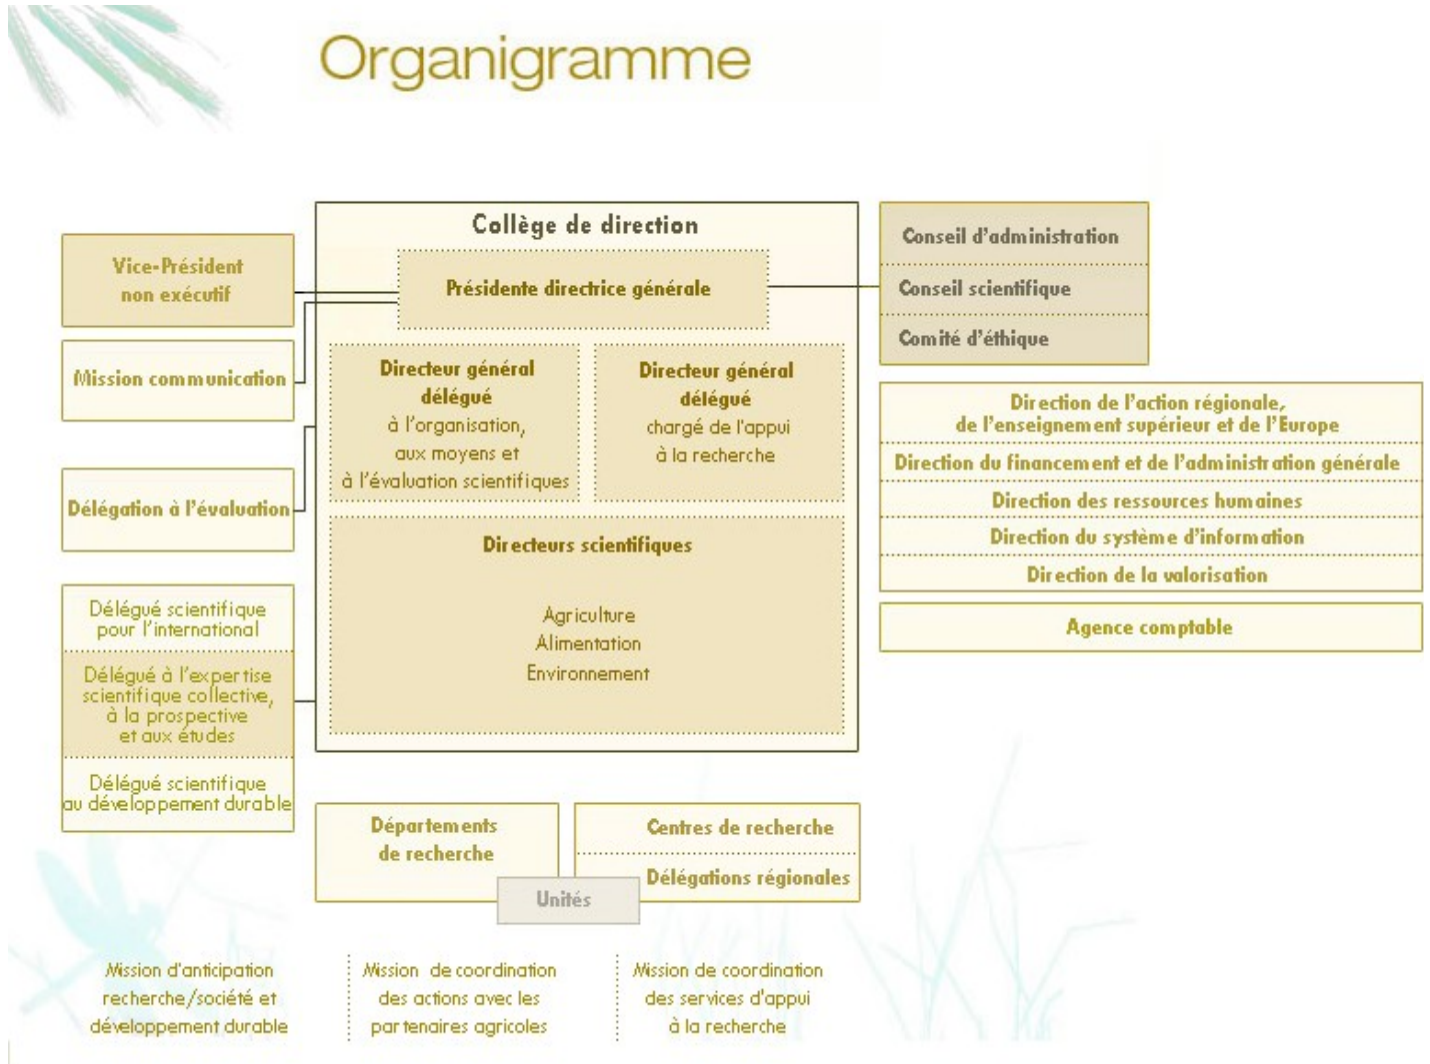 Organigramme
Collège de direction
Présidente directrice générale
Directeur général
délégué
à l'organisation,
aux moyens et
à l'évaluation scientifiques
Directeur général
délégué
chargé de l'appui
à la recherche
Directeurs scientifiques
Agriculture
Alimentation
Environnement
Vice-Président
non exécutif
Mission communication
Délégation à l'évaluation
Délégué scientifique
pour l'international
Délégué à l'expertise
scientifique collective,
à la prospective
et aux études
Délégué scientifique
au développement durable
Conseil d'administration
Conseil scientifique
Comité d'éthique
Direction de l'action régionale,
de l'enseignement supérieur et de l'Europe
Direction du financement et de l'administration générale
Direction des ressources humaines
Direction du système d'information
Direction de la valorisation
Agence comptable
Départements
de recherche
Centres de recherche
Délégations régionales
Unités
Mission d'anticipation
recherche/société et
développement durable
Mission de coordination
des actions avec les
partenaires agricoles
Mission de coordination
des services d'appui
à la recherche